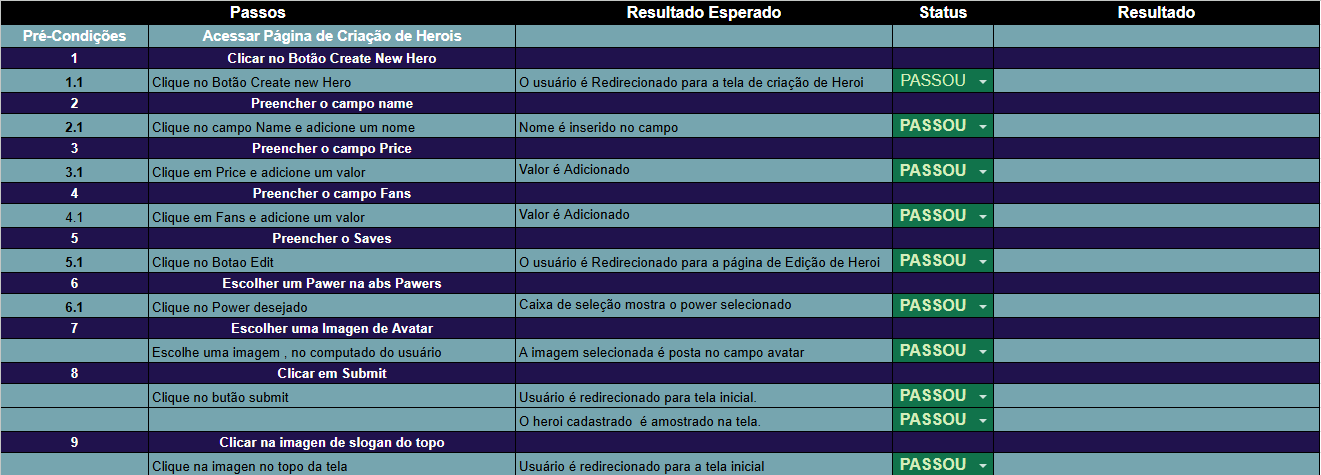 Passos Resultado Esperado Status Resultado
Pré-Condições Acessar Página de Criação de Herois
1 Clicar no Botão Create New Hero
1.1 Clique no Botão Create new Hero O usuário é Redirecionado para a tela de criação de Heroi PASSOU
2 Preencher o campo name
2.1 Clique no campo Name e adicione um nome Nome é inserido no campo PASSOU
3 Preencher o campo Price
3.1 Clique em Price e adicione um valor Valor é Adicionado PASSOU
4 Preencher o campo Fans
4.1 Clique em Fans e adicione um valor Valor é Adicionado PASSOU
5 Preencher o Saves
5.1 Clique no Botao Edit O usuário é Redirecionado para a página de Edição de Heroi PASSOU
6 Escolher um Pawer na abs Pawers
6.1 Clique no Power desejado Caixa de seleção mostra o power selecionado PASSOU
7 Escolher uma Imagen de Avatar
Escolhe uma imagem , no computado do usuário A imagem selecionada é posta no campo avatar PASSOU
8 Clicar em Submit
Clique no butão submit Usuário é redirecionado para tela inicial. PASSOU
O heroi cadastrado é amostrado na tela. PASSOU
9 Clicar na imagen de slogan do topo
Clique na imagen no topo da tela Usuário é redirecionado para a tela inicial PASSOU